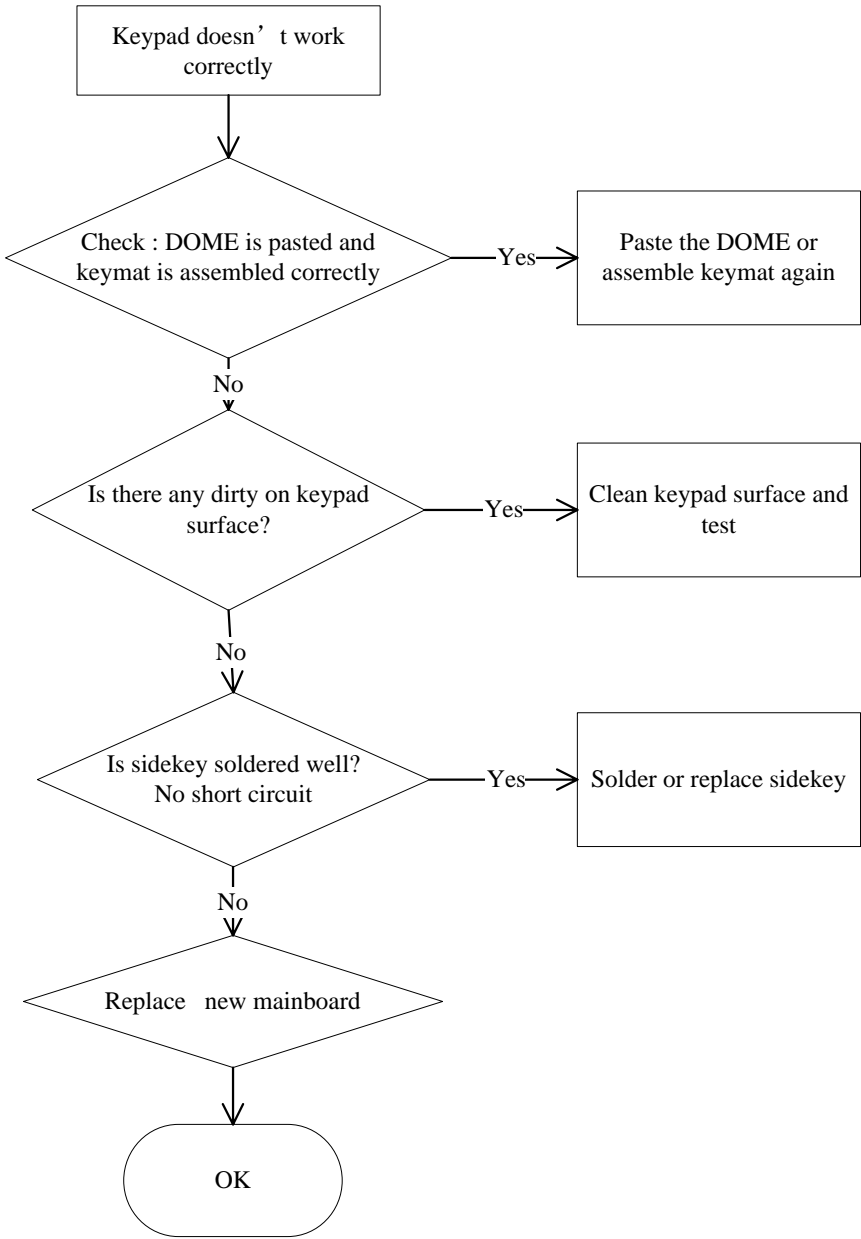 Keypad doesn’ t work
correctly
Check : DOME is pasted and
keymat is assembled correctly
Yes
Paste the DOME or
assemble keymat again
No
Is there any dirty on keypad
surface?
Yes
Clean keypad surface and
test
No
Is sidekey soldered well?
No short circuit
Yes
Solder or replace sidekey
No
Replace new mainboard
OK